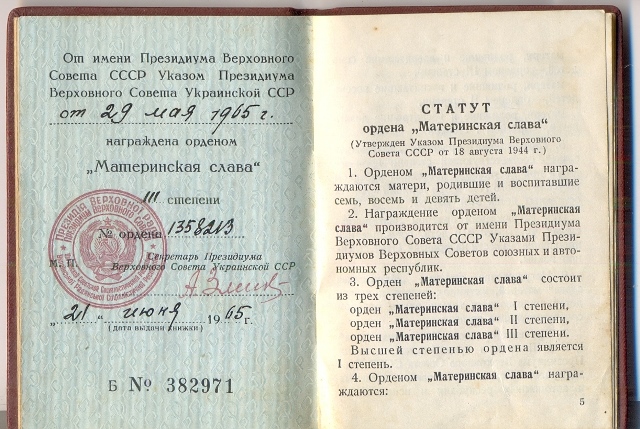 От имени Президиума Верховного
Совета СССР Указом Президиума
Верховного Совета Украинской ССР
от 29 мая 1965 г.
награждена орденом
„Материнская слава“
III степени
№ ордена 1358213
Секретарь Президиума
М. П. Верховного Совета Украинской ССР
„21“ июня 1965 г.
(дата выдачи книжки)
Б № 382971
СТАТУТ
ордена „Материнская слава“
(Утвержден Указом Президиума Верховного
Совета СССР от 18 августа 1944 г.)
1. Орденом „Материнская слава“ награ-
ждаются матери, родившие и воспитавшие
семь, восемь и девять детей.
2. Награждение орденом „Материнская
слава“ производится от имени Президиума
Верховного Совета СССР Указами Прези-
диумов Верховных Советов союзных и авто-
номных республик.
3. Орден „Материнская слава“ состоит
из трех степеней:
орден „Материнская слава“ I степени,
орден „Материнская слава“ II степени,
орден „Материнская слава“ III степени.
Высшей степенью ордена является
I степень.
4. Орденом „Материнская слава“ награ-
ждаются:
5